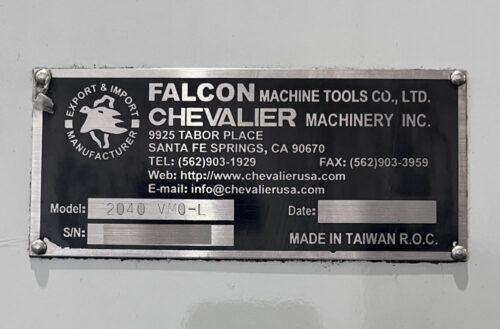 EXPORT & IMPORT
MANUFACTURER
FALCON MACHINE TOOLS CO., LTD.
CHEVALIER MACHINERY INC.
9925 TABOR PLACE
SANTA FE SPRINGS, CA 90670
TEL: (562)903-1929 FAX: (562)903-3959
Web: http://www.chevalierusa.com
E-mail: info@chevalierusa.com
Model: 2040 VMO-L Date:
S/N:
MADE IN TAIWAN R.O.C.